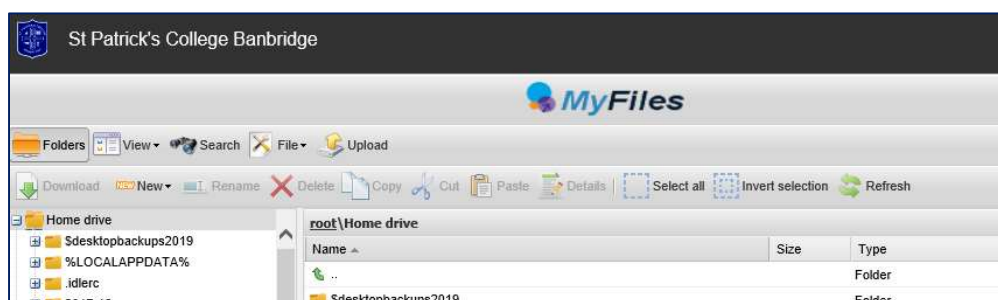 St Patrick's College Banbridge
MyFiles
Folders View Search File Upload
Download New Rename Delete Copy Cut Paste Details Select all Invert selection Refresh
Home drive
$desktopbackups2019
%LOCALAPPDATA%
.idlerc
root\Home drive
Name Size Type
.. Folder
$desktopbackups2019 Folder